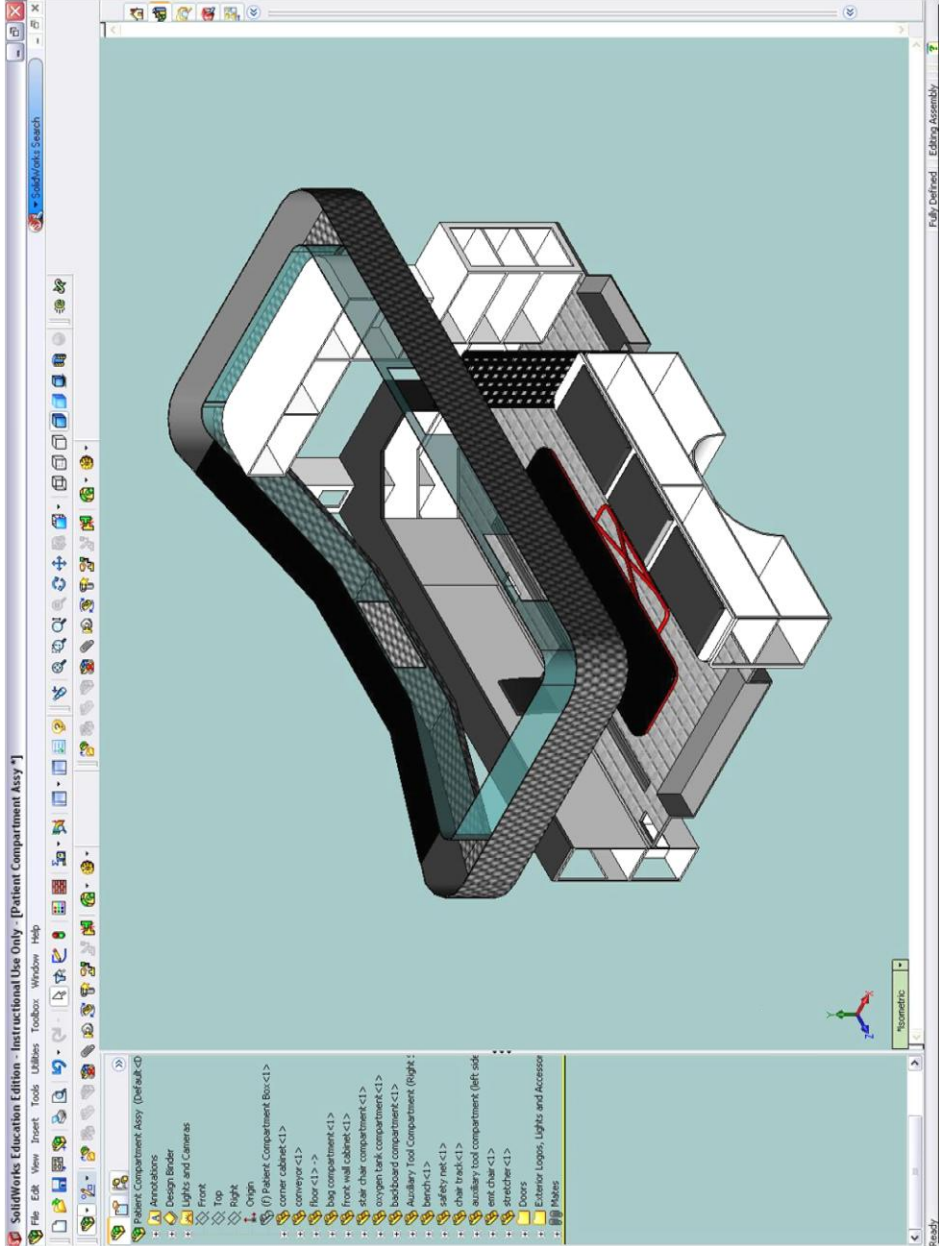 SolidWorks Education Edition - Instructional Use Only - [Patient Compartment Assy *]
File Edit View Insert Tools Utilities Toolbox Window Help
SolidWorks Search
Patient Compartment Assy (Default<D
Annotations
Design Binder
Lights and Cameras
Front
Top
Right
Origin
(f) Patient Compartment Box<1>
corner cabinet<1>
conveyor<1>
floor<1> ->
bag compartment<1>
front wall cabinet<1>
stair chair compartment<1>
oxygen tank compartment<1>
backboard compartment<1>
Auxiliary Tool Compartment (Right S
bench<1>
safety net<1>
chair track<1>
auxiliary tool compartment (left side
emt chair<1>
stretcher<1>
Doors
Exterior Logos, Lights and Accessor
Mates
Y
X
Z
*Isometric
Ready
Fully Defined
Editing Assembly
?